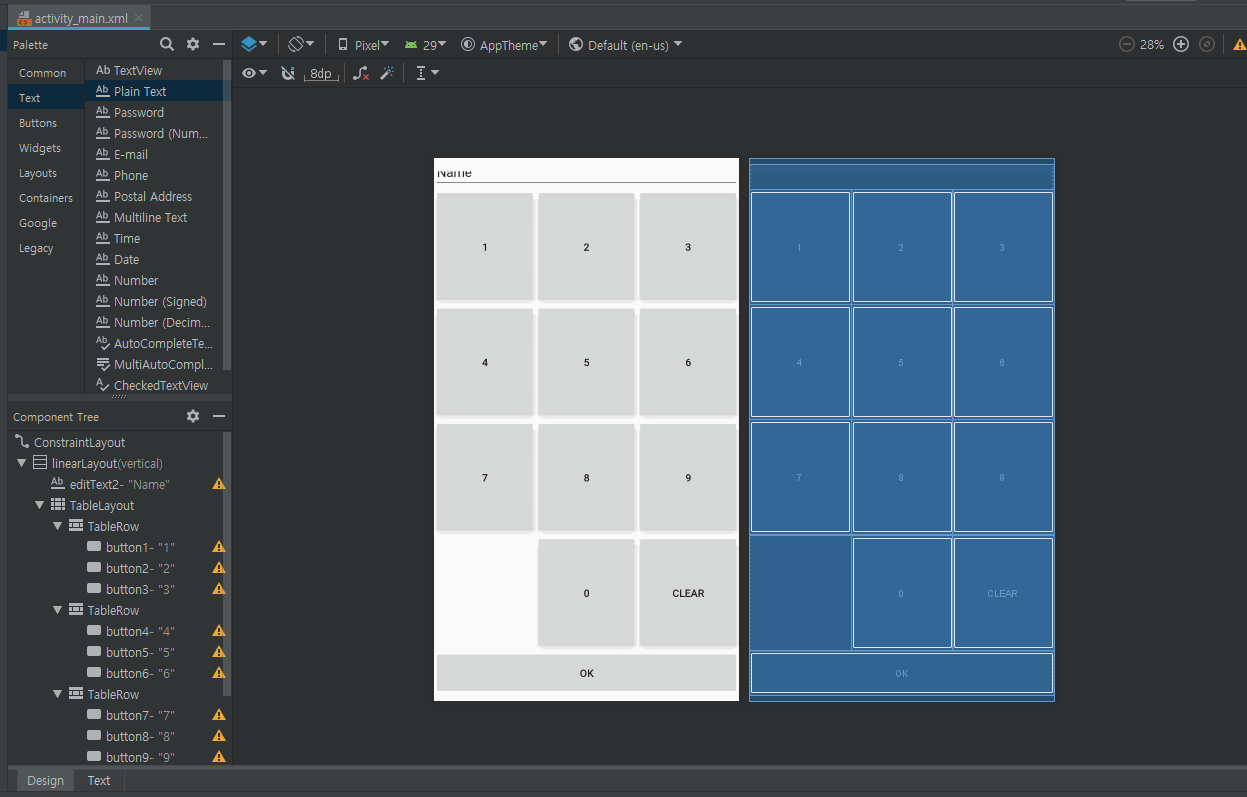 activity_main.xml
Palette
Pixel
29
AppTheme
Default (en-us)
28%
8dp
Common
Text
Buttons
Widgets
Layouts
Containers
Google
Legacy
Ab TextView
Ab Plain Text
Ab Password
Ab Password (Num...
Ab E-mail
Ab Phone
Ab Postal Address
Ab Multiline Text
Ab Time
Ab Date
Ab Number
Ab Number (Signed)
Ab Number (Decim...
AutoCompleteTe...
MultiAutoCompl...
CheckedTextView
Component Tree
ConstraintLayout
linearLayout(vertical)
Ab editText2- "Name"
TableLayout
TableRow
button1- "1"
button2- "2"
button3- "3"
TableRow
button4- "4"
button5- "5"
button6- "6"
TableRow
button7- "7"
button8- "8"
button9- "9"
Design Text
Name
1 2 3
4 5 6
7 8 9
0 CLEAR
OK
1 2 3
4 5 6
7 8 9
0 CLEAR
OK